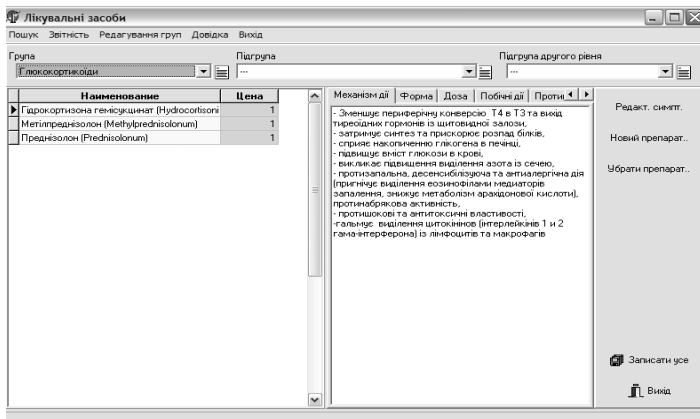 Лікувальні засоби
Пошук Звітність Редагування груп Довідка Вихід
Група Підгрупа Підгрупа другого рівня
Глюкокортикоїди --- ---
Наименование Цена
Гідрокортизона гемісукцинат (Hydrocortisoni 1
Метілпреднізолон (Methylprednisolonum) 1
Преднізолон (Prednisolonum) 1
Механізм дії Форма Доза Побічні дії Проти
- Зменшує периферічну конверсію Т4 в Т3 та вихід
тиреоїдних гормонів із щитовидної залози,
- затримує синтез та прискорює розпад білків,
- сприяє накопиченню глікогена в печінці,
- підвищує вміст глюкози в крові,
- викликає підвищення виділення азота із сечею,
- протизапальна, десенсибілізуюча та антиалергічна дія
(пригнічує виділення еозинофілами медиаторів
запалення, знижує метаболізм арахідонової кислоти),
протинабрякова активність,
- протишокові та антитоксичні властивості,
-гальмує виділення цитокінінов (інтерлейкінів 1 и 2
гама-інтерферона) із лімфоцитів та макрофагів
Редакт. симпт.
Новий препарат..
Убрати препарат..
Записати усе
Вихід